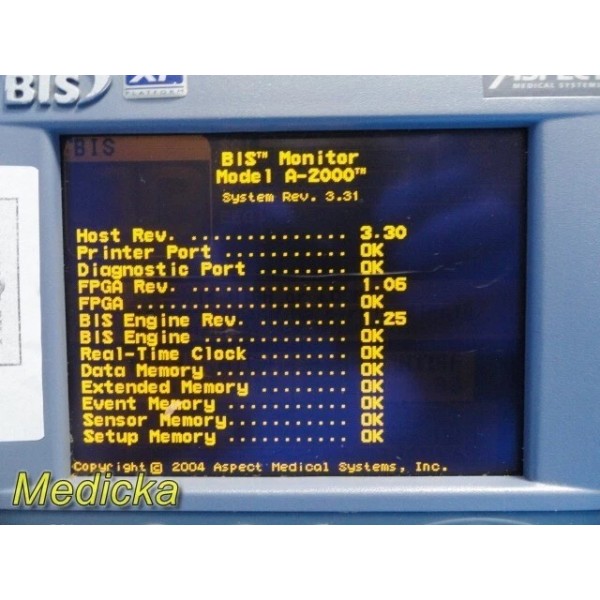 BIS
XP
PLATFORM
ASPECT
MEDICAL SYSTEMS
BIS
BIS™ Monitor
Model A-2000™
System Rev. 3.31
Host Rev. ............... 3.30
Printer Port ............ OK
Diagnostic Port ........ OK
FPGA Rev. ............... 1.06
FPGA .................... OK
BIS Engine Rev. ......... 1.25
BIS Engine .............. OK
Real-Time Clock ........ OK
Data Memory ............. OK
Extended Memory ........ OK
Event Memory ............ OK
Sensor Memory........... OK
Setup Memory ............ OK
Copyright © 2004 Aspect Medical Systems, Inc.
Medicka